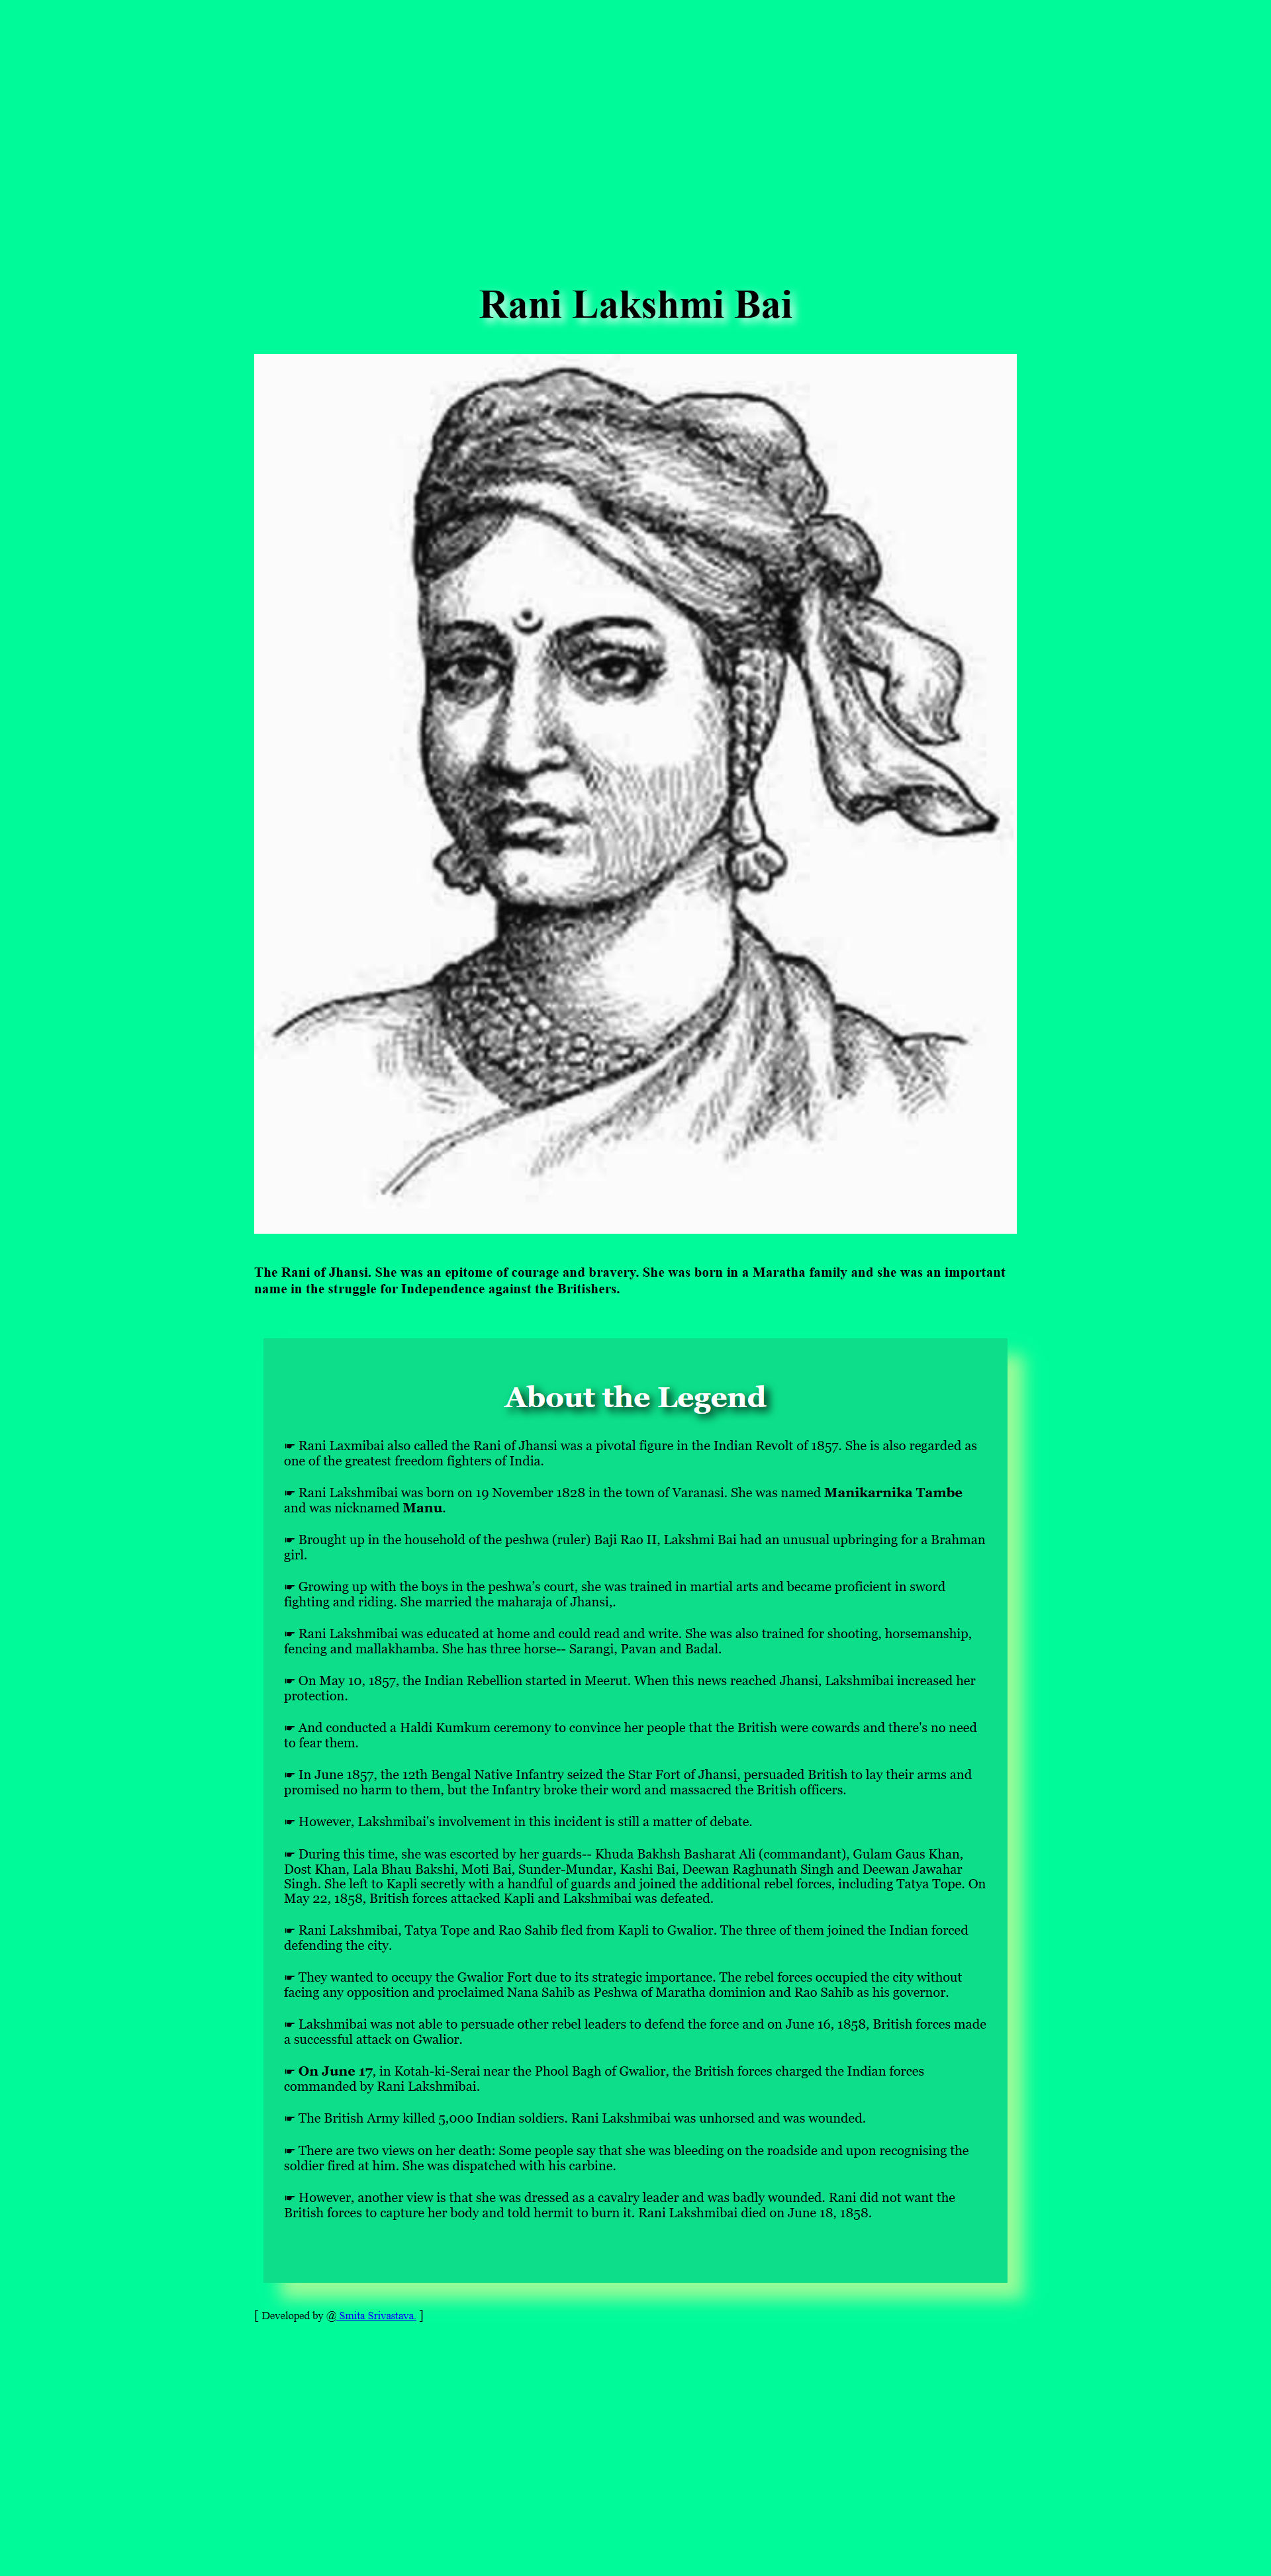 Rani Lakshmi Bai
The Rani of Jhansi. She was an epitome of courage and bravery. She was born in a Maratha family and she was an important
name in the struggle for Independence against the Britishers.
About the Legend
☛ Rani Laxmibai also called the Rani of Jhansi was a pivotal figure in the Indian Revolt of 1857. She is also regarded as
one of the greatest freedom fighters of India.
☛ Rani Lakshmibai was born on 19 November 1828 in the town of Varanasi. She was named Manikarnika Tambe
and was nicknamed Manu.
☛ Brought up in the household of the peshwa (ruler) Baji Rao II, Lakshmi Bai had an unusual upbringing for a Brahman
girl.
☛ Growing up with the boys in the peshwa's court, she was trained in martial arts and became proficient in sword
fighting and riding. She married the maharaja of Jhansi,.
☛ Rani Lakshmibai was educated at home and could read and write. She was also trained for shooting, horsemanship,
fencing and mallakhamba. She has three horse-- Sarangi, Pavan and Badal.
☛ On May 10, 1857, the Indian Rebellion started in Meerut. When this news reached Jhansi, Lakshmibai increased her
protection.
☛ And conducted a Haldi Kumkum ceremony to convince her people that the British were cowards and there's no need
to fear them.
☛ In June 1857, the 12th Bengal Native Infantry seized the Star Fort of Jhansi, persuaded British to lay their arms and
promised no harm to them, but the Infantry broke their word and massacred the British officers.
☛ However, Lakshmibai's involvement in this incident is still a matter of debate.
☛ During this time, she was escorted by her guards-- Khuda Bakhsh Basharat Ali (commandant), Gulam Gaus Khan,
Dost Khan, Lala Bhau Bakshi, Moti Bai, Sunder-Mundar, Kashi Bai, Deewan Raghunath Singh and Deewan Jawahar
Singh. She left to Kapli secretly with a handful of guards and joined the additional rebel forces, including Tatya Tope. On
May 22, 1858, British forces attacked Kapli and Lakshmibai was defeated.
☛ Rani Lakshmibai, Tatya Tope and Rao Sahib fled from Kapli to Gwalior. The three of them joined the Indian forced
defending the city.
☛ They wanted to occupy the Gwalior Fort due to its strategic importance. The rebel forces occupied the city without
facing any opposition and proclaimed Nana Sahib as Peshwa of Maratha dominion and Rao Sahib as his governor.
☛ Lakshmibai was not able to persuade other rebel leaders to defend the force and on June 16, 1858, British forces made
a successful attack on Gwalior.
☛ On June 17, in Kotah-ki-Serai near the Phool Bagh of Gwalior, the British forces charged the Indian forces
commanded by Rani Lakshmibai.
☛ The British Army killed 5,000 Indian soldiers. Rani Lakshmibai was unhorsed and was wounded.
☛ There are two views on her death: Some people say that she was bleeding on the roadside and upon recognising the
soldier fired at him. She was dispatched with his carbine.
☛ However, another view is that she was dressed as a cavalry leader and was badly wounded. Rani did not want the
British forces to capture her body and told hermit to burn it. Rani Lakshmibai died on June 18, 1858.
[ Developed by @ Smita Srivastava. ]